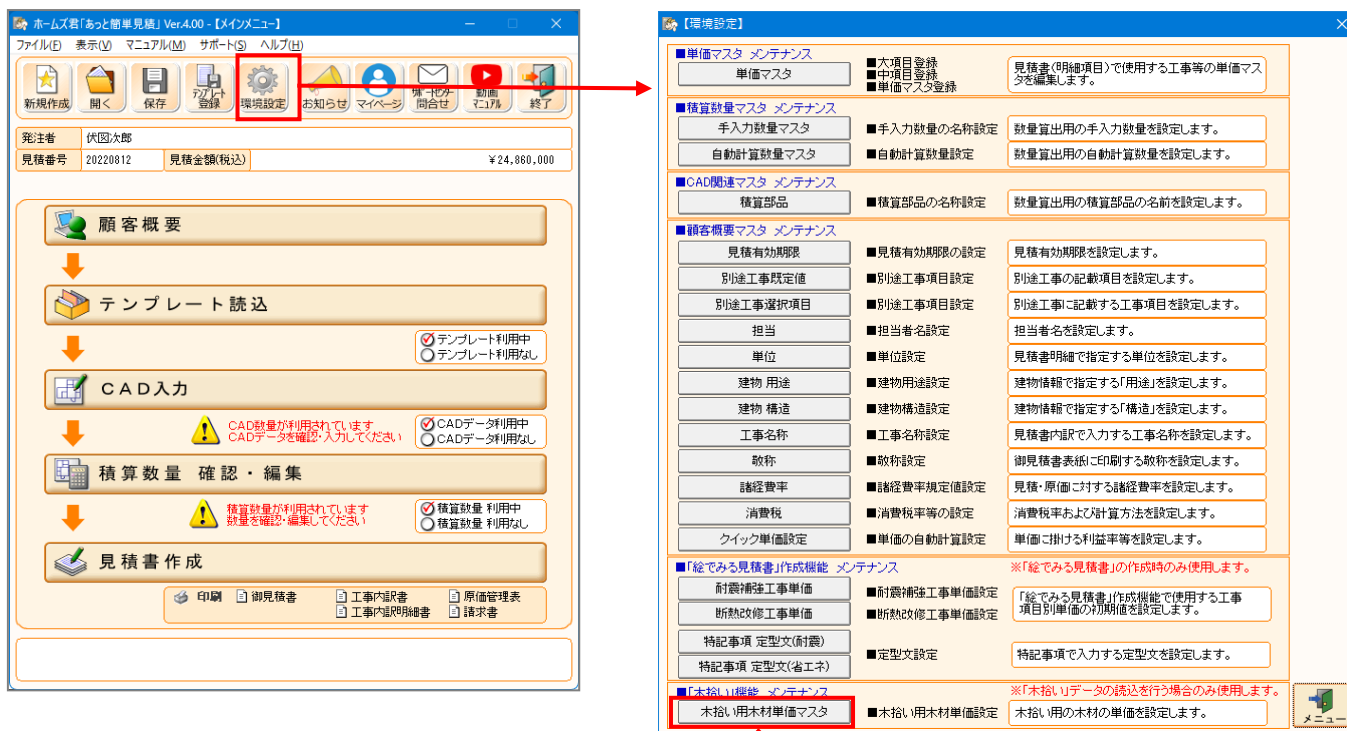 ホームズ君「あっと簡単見積」 Ver.4.00 - 【メインメニュー】
ファイル(F) 表示(V) マニュアル(M) サポート(S) ヘルプ(H)
新規作成 開く 保存 ﾃﾝﾌﾟﾚｰﾄ登録 環境設定 お知らせ マイページ ｻﾎﾟｰﾄｾﾝﾀｰ問合せ 動画ﾏﾆｭｱﾙ 終了
発注者 伏図次郎
見積番号 20220812 見積金額(税込) ¥24,860,000
顧客概要
テンプレート読込
テンプレート利用中
テンプレート利用なし
CAD入力
CAD数量が利用されています
CADデータを確認・入力してください
CADデータ利用中
CADデータ利用なし
積算数量 確認・編集
積算数量が利用されています
数量を確認・編集してください
積算数量 利用中
積算数量 利用なし
見積書作成
印刷 御見積書 工事内訳書 原価管理表
工事内訳明細書 請求書
【環境設定】
■単価マスタ メンテナンス
単価マスタ
■大項目登録
■中項目登録
■単価マスタ登録
見積書(明細項目)で使用する工事等の単価マスタを編集します。
■積算数量マスタ メンテナンス
手入力数量マスタ ■手入力数量の名称設定 数量算出用の手入力数量を設定します。
自動計算数量マスタ ■自動計算数量設定 数量算出用の自動計算数量を設定します。
■CAD関連マスタ メンテナンス
積算部品 ■積算部品の名称設定 数量算出用の積算部品の名前を設定します。
■顧客概要マスタ メンテナンス
見積有効期限 ■見積有効期限の設定 見積有効期限を設定します。
別途工事既定値 ■別途工事項目設定 別途工事の記載項目を設定します。
別途工事選択項目 ■別途工事項目設定 別途工事に記載する工事項目を設定します。
担当 ■担当者名設定 担当者名を設定します。
単位 ■単位設定 見積書明細で指定する単位を設定します。
建物 用途 ■建物用途設定 建物情報で指定する「用途」を設定します。
建物 構造 ■建物構造設定 建物情報で指定する「構造」を設定します。
工事名称 ■工事名称設定 見積書内訳で入力する工事名称を設定します。
敬称 ■敬称設定 御見積書表紙に印刷する敬称を設定します。
諸経費率 ■諸経費率規定値設定 見積・原価に対する諸経費率を設定します。
消費税 ■消費税率等の設定 消費税率および計算方法を設定します。
クイック単価設定 ■単価の自動計算設定 単価に掛ける利益率等を設定します。
■「絵でみる見積書」作成機能 メンテナンス ※「絵でみる見積書」の作成時のみ使用します。
耐震補強工事単価 ■耐震補強工事単価設定
断熱改修工事単価 ■断熱改修工事単価設定
「絵でみる見積書」作成機能で使用する工事
項目別単価の初期値を設定します。
特記事項 定型文(耐震)
特記事項 定型文(省エネ)
■定型文設定 特記事項で入力する定型文を設定します。
■「木拾い」機能 メンテナンス ※「木拾い」データの読込を行う場合のみ使用します。
木拾い用木材単価マスタ ■木拾い用木材単価設定 木拾い用の木材の単価を設定します。
メニュー